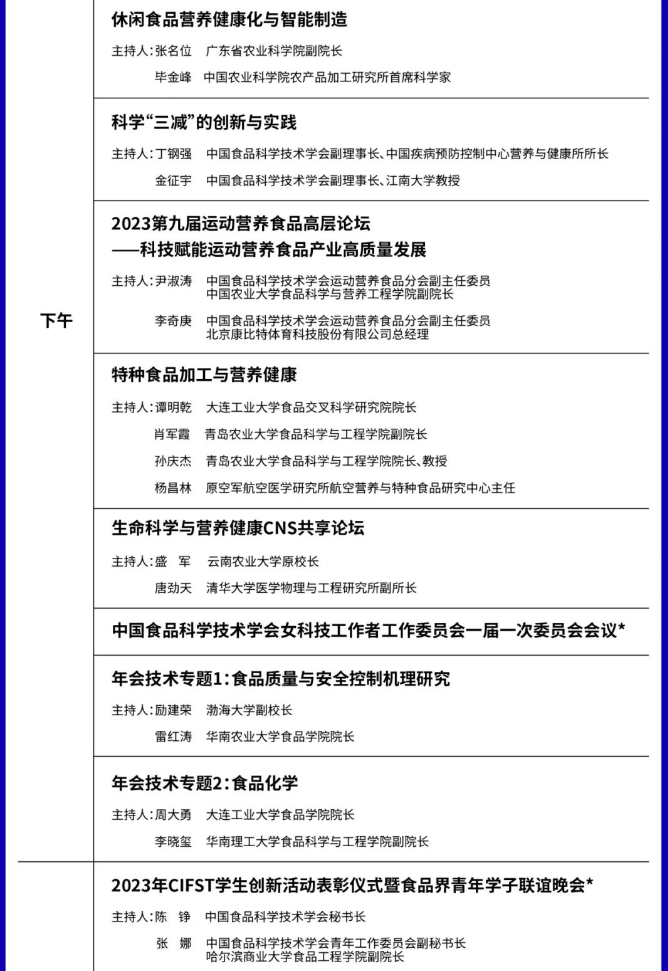 休闲食品营养健康化与智能制造
主持人：张名位 广东省农业科学院副院长
毕金峰 中国农业科学院农产品加工研究所首席科学家
科学“三减”的创新与实践
主持人：丁钢强 中国食品科学技术学会副理事长、中国疾病预防控制中心营养与健康所所长
金征宇 中国食品科学技术学会副理事长、江南大学教授
2023第九届运动营养食品高层论坛
——科技赋能运动营养食品产业高质量发展
主持人：尹淑涛 中国食品科学技术学会运动营养食品分会副主任委员
中国农业大学食品科学与营养工程学院副院长
下午
李奇庚 中国食品科学技术学会运动营养食品分会副主任委员
北京康比特体育科技股份有限公司总经理
特种食品加工与营养健康
主持人：谭明乾 大连工业大学食品交叉科学研究院院长
肖军霞 青岛农业大学食品科学与工程学院副院长
孙庆杰 青岛农业大学食品科学与工程学院院长、教授
杨昌林 原空军航空医学研究所航空营养与特种食品研究中心主任
生命科学与营养健康CNS共享论坛
主持人：盛 军 云南农业大学原校长
唐劲天 清华大学医学物理与工程研究所副所长
中国食品科学技术学会女科技工作者工作委员会一届一次委员会会议*
年会技术专题1：食品质量与安全控制机理研究
主持人：励建荣 渤海大学副校长
雷红涛 华南农业大学食品学院院长
年会技术专题2：食品化学
主持人：周大勇 大连工业大学食品学院院长
李晓玺 华南理工大学食品科学与工程学院副院长
2023年CIFST学生创新活动表彰仪式暨食品界青年学子联谊晚会*
主持人：陈 铮 中国食品科学技术学会秘书长
张 娜 中国食品科学技术学会青年工作委员会副秘书长
哈尔滨商业大学食品工程学院副院长